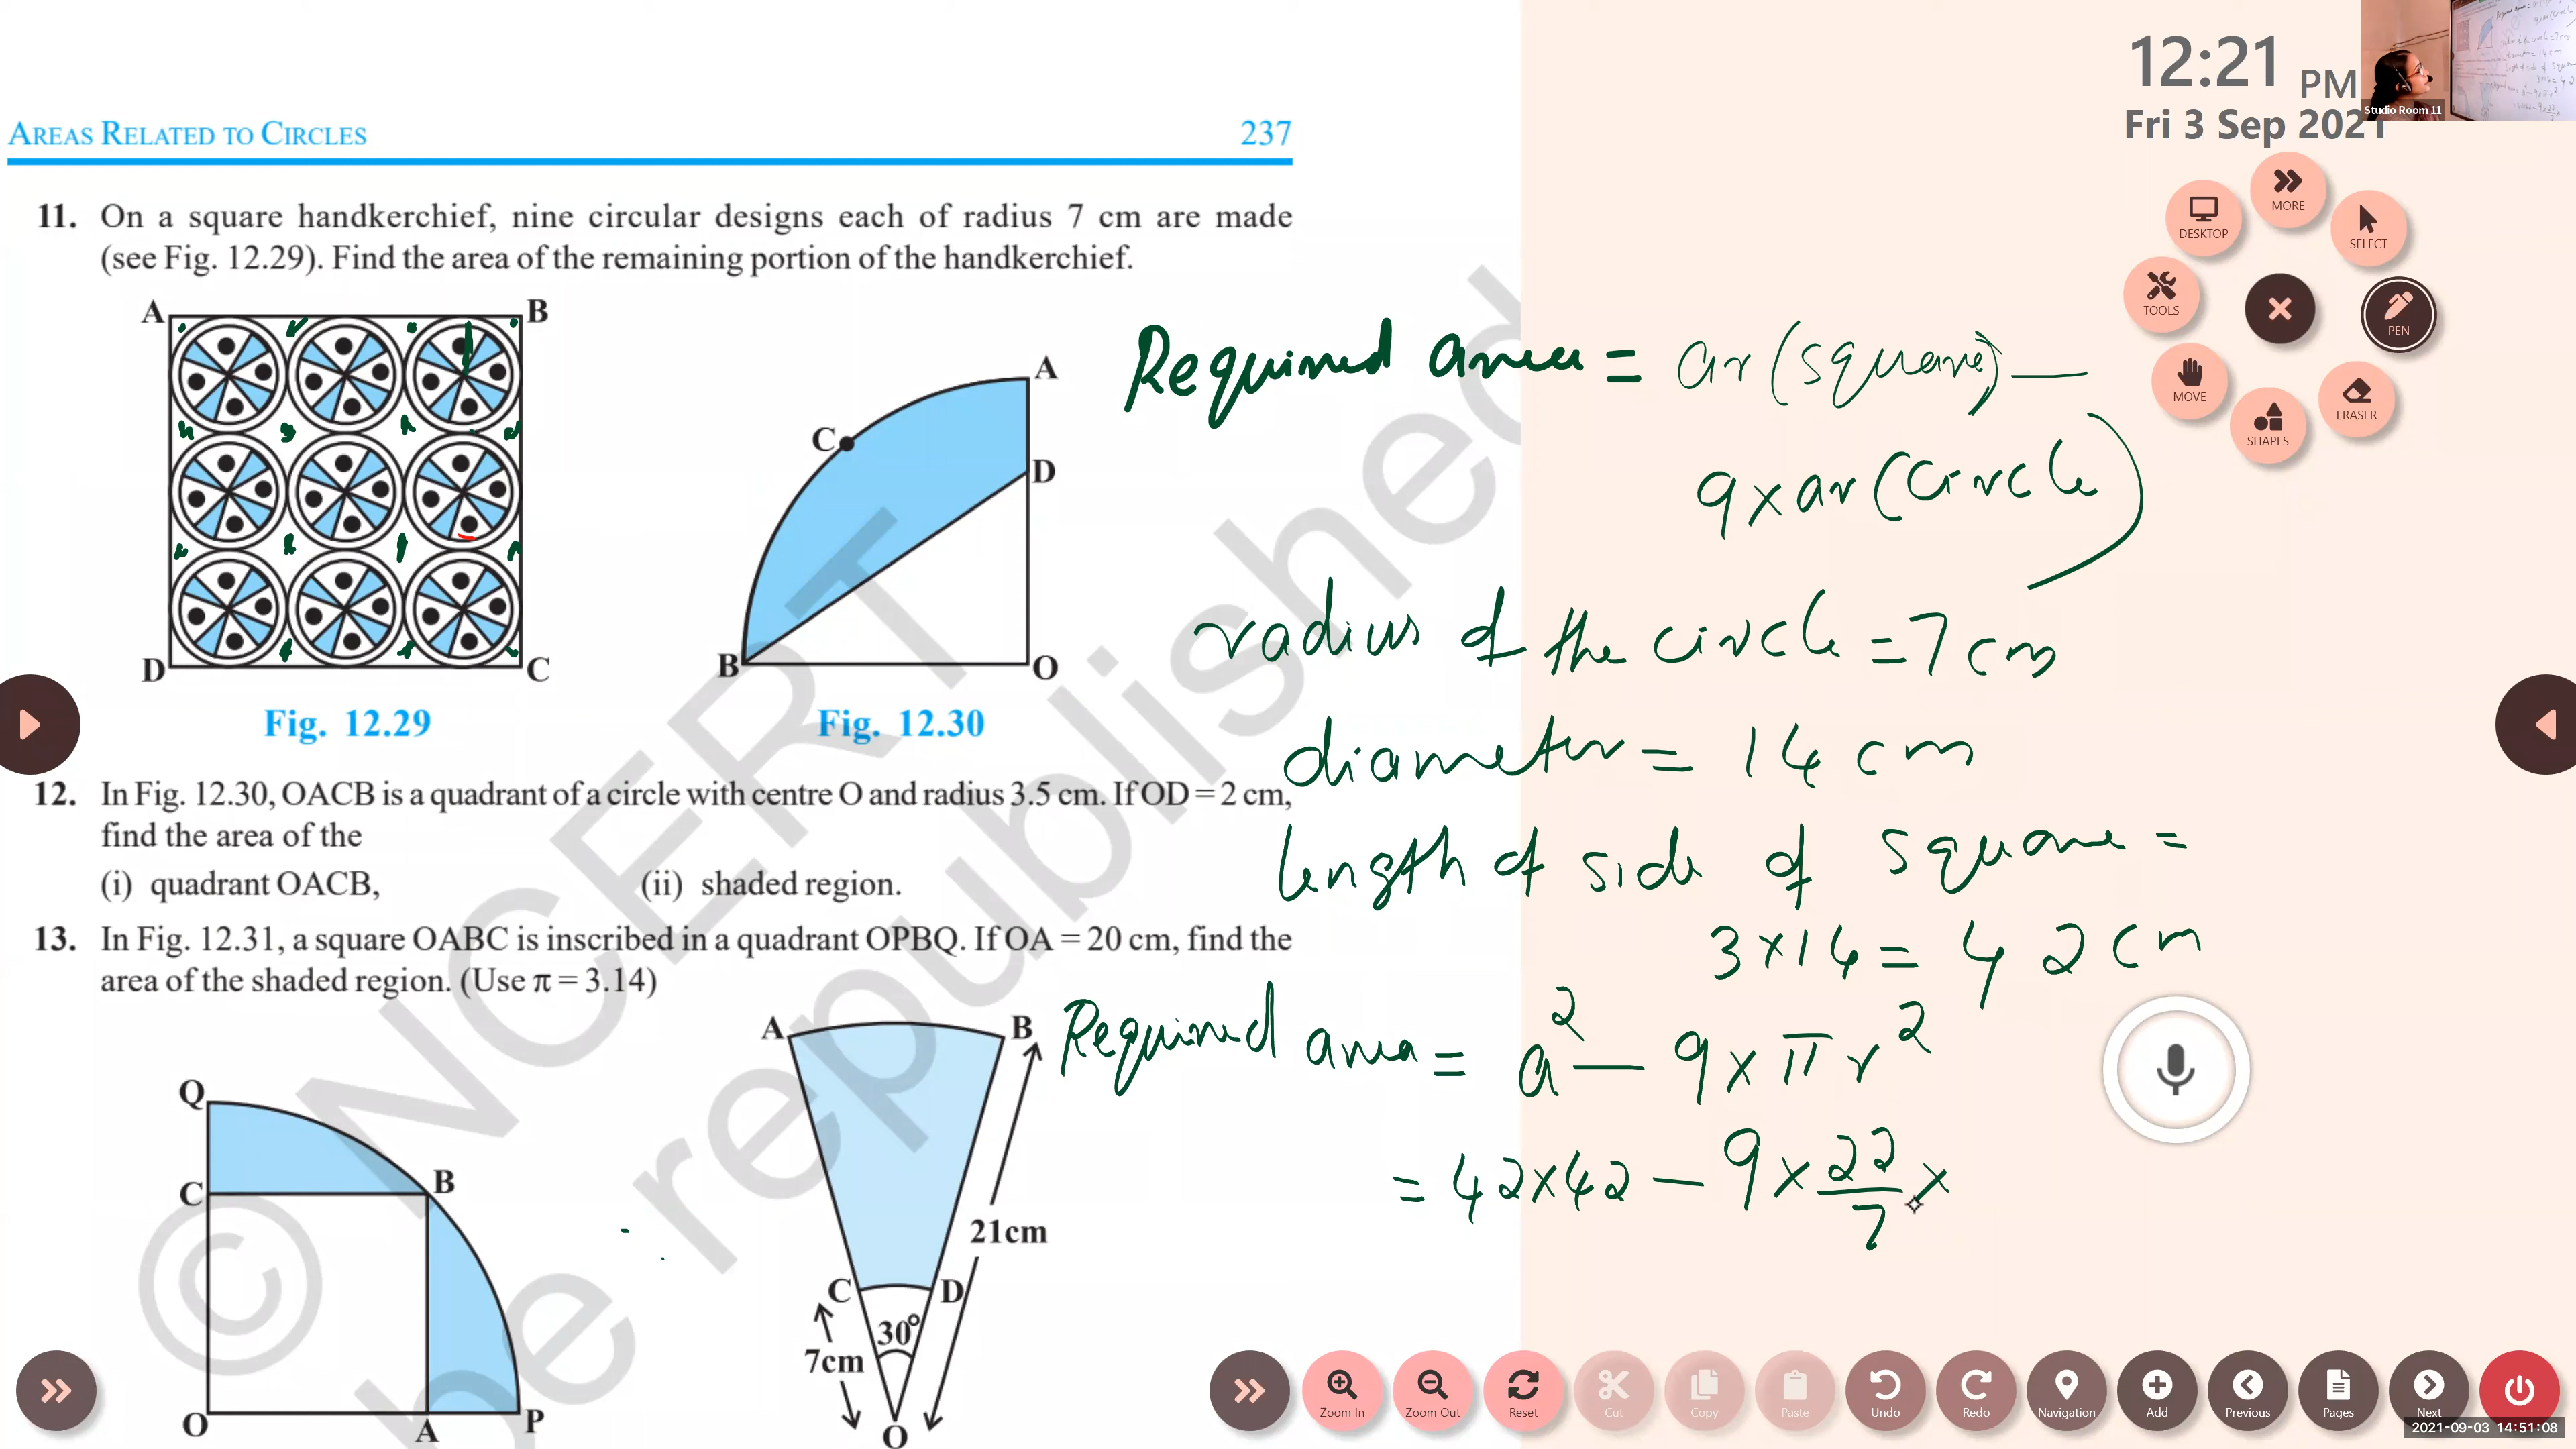 AREAS RELATED TO CIRCLES 237
11. On a square handkerchief, nine circular designs each of radius 7 cm are made
(see Fig. 12.29). Find the area of the remaining portion of the handkerchief.
A B
D C
Fig. 12.29
A
C
D
B O
Fig. 12.30
12. In Fig. 12.30, OACB is a quadrant of a circle with centre O and radius 3.5 cm. If OD = 2 cm,
find the area of the
(i) quadrant OACB, (ii) shaded region.
13. In Fig. 12.31, a square OABC is inscribed in a quadrant OPBQ. If OA = 20 cm, find the
area of the shaded region. (Use π = 3.14)
Q
C B
O A P
A B
21cm
C D
30°
7cm
O
© NCERT
be republished
Required area = ar (square) —
9 × ar (circle)
radius of the circle = 7 cm
diameter = 14 cm
length of side of square =
3 × 14 = 42 cm
Required area = a² — 9 × π r²
= 42 × 42 — 9 × 22/7 ×
12:21 PM
Fri 3 Sep 2021
Studio Room 11
MORE
DESKTOP
SELECT
TOOLS
PEN
MOVE
ERASER
SHAPES
Zoom In
Zoom Out
Reset
Cut
Copy
Paste
Undo
Redo
Navigation
Add
Previous
Pages
Next
2021-09-03 14:51:08